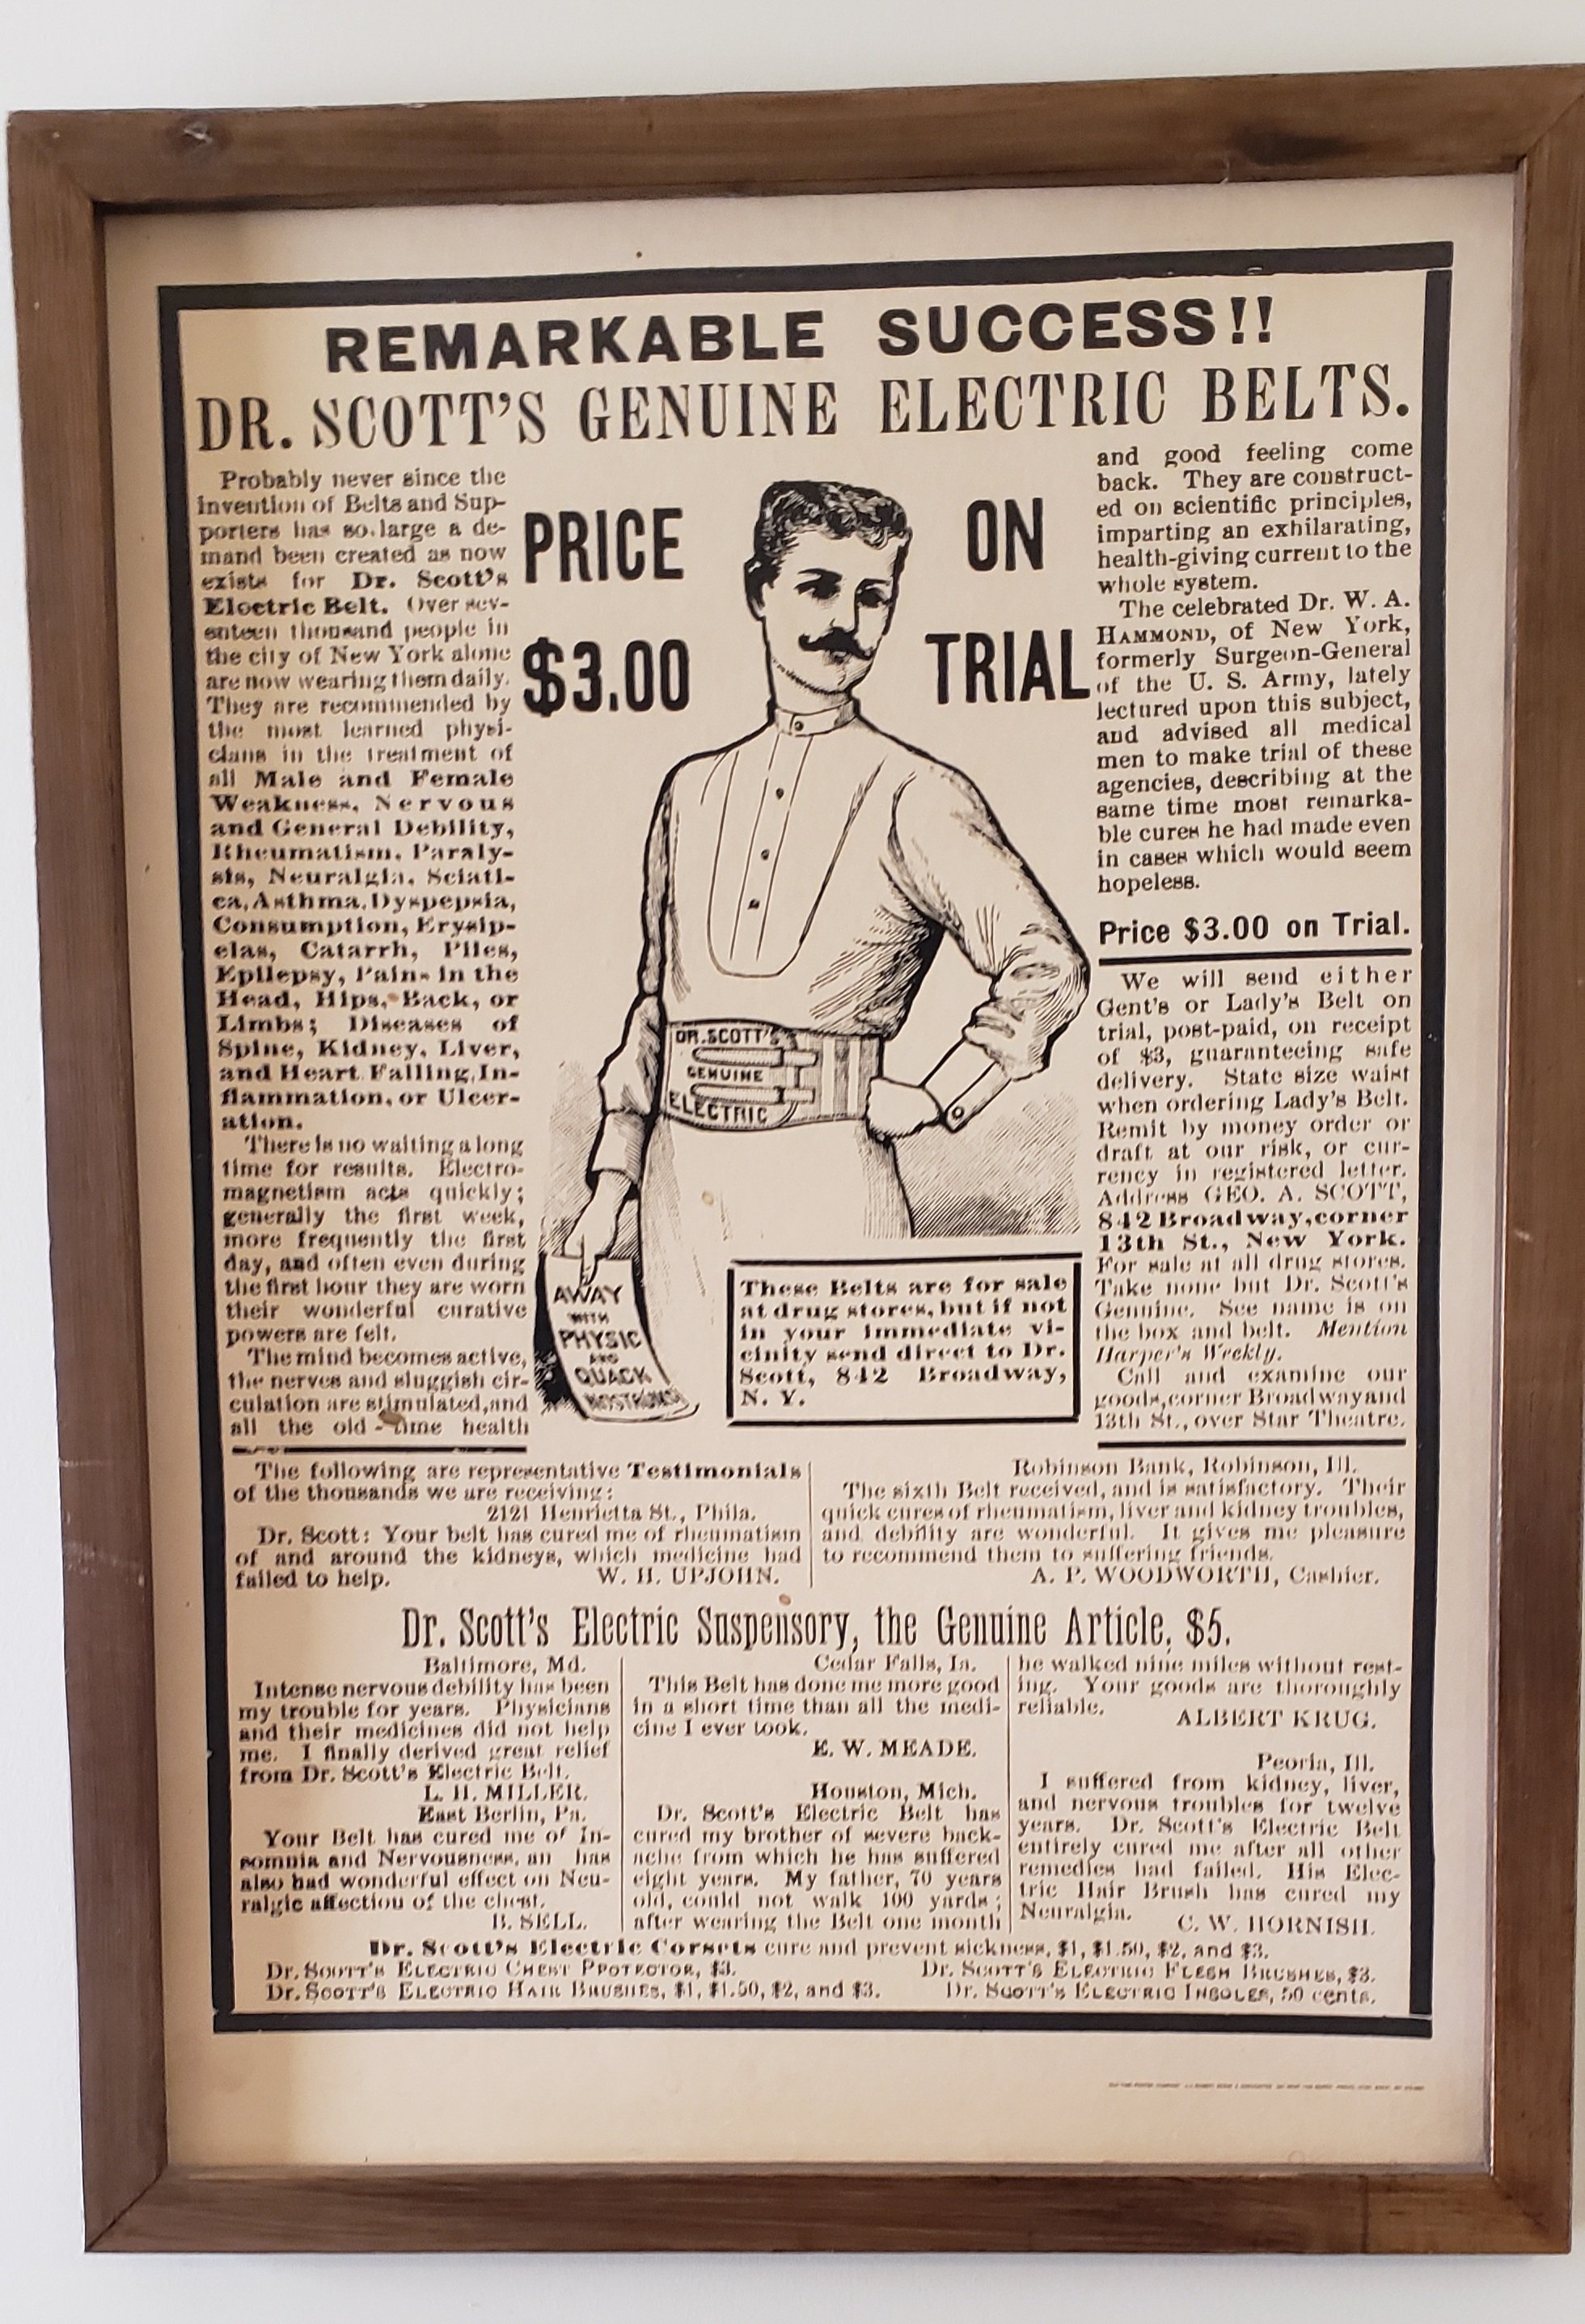 REMARKABLE SUCCESS!!
DR. SCOTT'S GENUINE ELECTRIC BELTS.
Probably never since the
invention of Belts and Sup-
porters has so large a de-
mand been created as now
exists for Dr. Scott's
Electric Belt. Over sev-
enteen thousand people in
the city of New York alone
are now wearing them daily.
They are recommended by
the most learned physi-
cians in the treatment of
all Male and Female
Weakness, Nervous
and General Debility,
Rheumatism, Paraly-
sis, Neuralgia, Sciati-
ca, Asthma, Dyspepsia,
Consumption, Erysip-
elas, Catarrh, Piles,
Epilepsy, Pains in the
Head, Hips, Back, or
Limbs; Diseases of
Spine, Kidney, Liver,
and Heart Falling, In-
flammation, or Ulcer-
ation.
There is no waiting a long
time for results. Electro-
magnetism acts quickly;
generally the first week,
more frequently the first
day, and often even during
the first hour they are worn
their wonderful curative
powers are felt.
The mind becomes active,
the nerves and sluggish cir-
culation are stimulated, and
all the old-time health
PRICE
$3.00
ON
TRIAL
DR. SCOTT'S
GENUINE
ELECTRIC
AWAY
WITH
PHYSIC
AND
QUACK
NOSTRUMS
These Belts are for sale
at drug stores, but if not
in your immediate vi-
cinity send direct to Dr.
Scott, 842 Broadway,
N. Y.
and good feeling come
back. They are construct-
ed on scientific principles,
imparting an exhilarating,
health-giving current to the
whole system.
The celebrated Dr. W. A.
HAMMOND, of New York,
formerly Surgeon-General
of the U. S. Army, lately
lectured upon this subject,
and advised all medical
men to make trial of these
agencies, describing at the
same time most remarka-
ble cures he had made even
in cases which would seem
hopeless.
Price $3.00 on Trial.
We will send either
Gent's or Lady's Belt on
trial, post-paid, on receipt
of $3, guaranteeing safe
delivery. State size waist
when ordering Lady's Belt.
Remit by money order or
draft at our risk, or cur-
rency in registered letter.
Address GEO. A. SCOTT,
842 Broadway, corner
13th St., New York.
For sale at all drug stores.
Take none but Dr. Scott's
Genuine. See name is on
the box and belt. Mention
Harper's Weekly.
Call and examine our
goods, corner Broadway and
13th St., over Star Theatre.
The following are representative Testimonials
of the thousands we are receiving:
2121 Henrietta St., Phila.
Dr. Scott: Your belt has cured me of rheumatism
of and around the kidneys, which medicine had
failed to help. W. H. UPJOHN.
Robinson Bank, Robinson, Ill.
The sixth Belt received, and is satisfactory. Their
quick cures of rheumatism, liver and kidney troubles,
and debility are wonderful. It gives me pleasure
to recommend them to suffering friends.
A. P. WOODWORTH, Cashier.
Dr. Scott's Electric Suspensory, the Genuine Article, $5.
Baltimore, Md.
Intense nervous debility has been
my trouble for years. Physicians
and their medicines did not help
me. I finally derived great relief
from Dr. Scott's Electric Belt.
L. H. MILLER.
East Berlin, Pa.
Your Belt has cured me of In-
somnia and Nervousness, an has
also had wonderful effect on Neu-
ralgic affection of the chest.
B. SELL.
Cedar Falls, Ia.
This Belt has done me more good
in a short time than all the medi-
cine I ever took.
E. W. MEADE.
Houston, Mich.
Dr. Scott's Electric Belt has
cured my brother of severe back-
ache from which he has suffered
eight years. My father, 70 years
old, could not walk 100 yards;
after wearing the Belt one month
he walked nine miles without rest-
ing. Your goods are thoroughly
reliable.
ALBERT KRUG.
Peoria, Ill.
I suffered from kidney, liver,
and nervous troubles for twelve
years. Dr. Scott's Electric Belt
entirely cured me after all other
remedies had failed. His Elec-
tric Hair Brush has cured my
Neuralgia.
C. W. HORNISH.
Dr. Scott's Electric Corsets cure and prevent sickness, $1, $1.50, $2, and $3.
DR. SCOTT'S ELECTRIC CHEST PROTECTOR, $3. DR. SCOTT'S ELECTRIC FLESH BRUSHES, $3.
DR. SCOTT'S ELECTRIC HAIR BRUSHES, $1, $1.50, $2, and $3. DR. SCOTT'S ELECTRIC INSOLES, 50 cents.